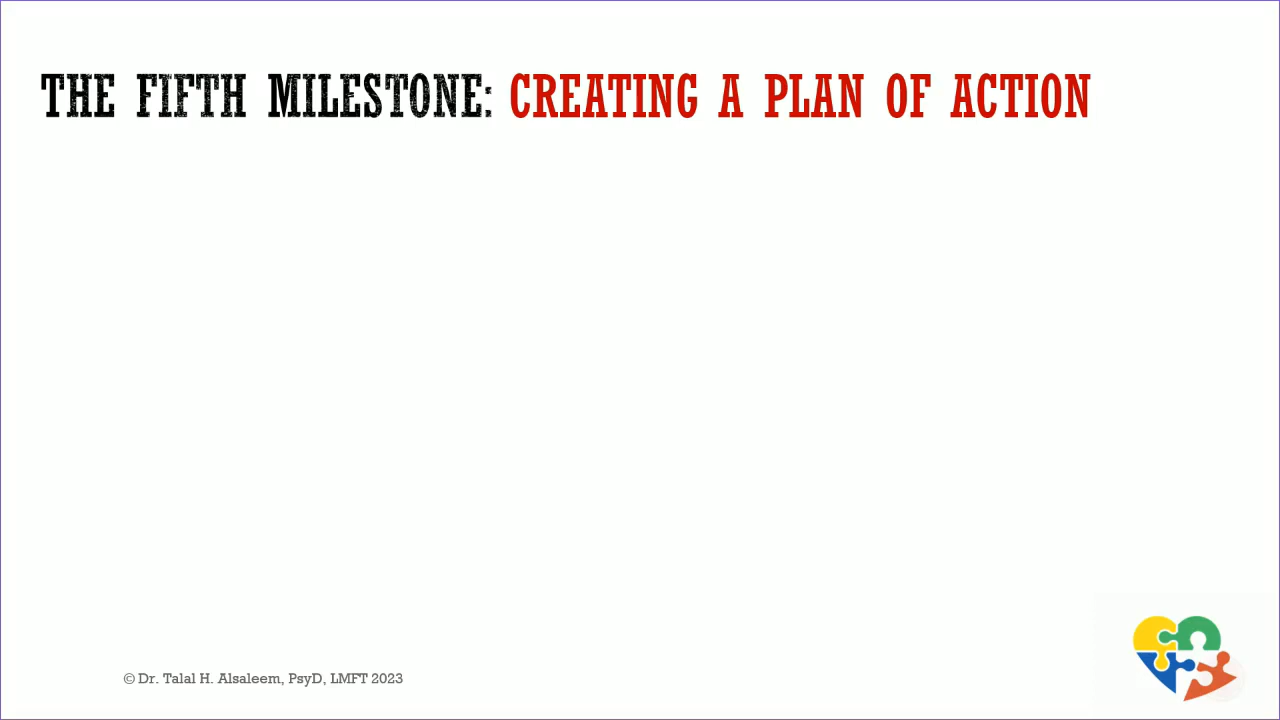 THE FIFTH MILESTONE: CREATING A PLAN OF ACTION
© Dr. Talal H. Alsaleem, PsyD, LMFT 2023